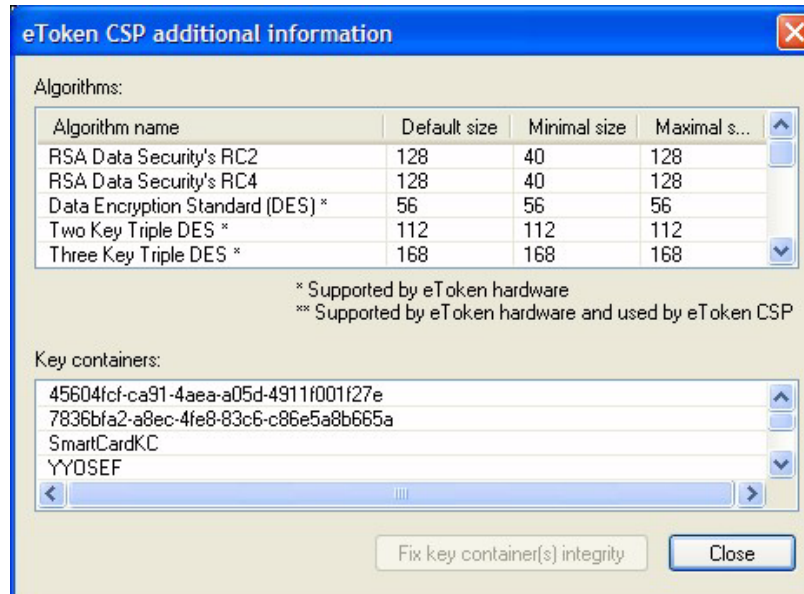 eToken CSP additional information
Algorithms:
Algorithm name Default size Minimal size Maximal s...
RSA Data Security's RC2 128 40 128
RSA Data Security's RC4 128 40 128
Data Encryption Standard (DES) * 56 56 56
Two Key Triple DES * 112 112 112
Three Key Triple DES * 168 168 168
* Supported by eToken hardware
** Supported by eToken hardware and used by eToken CSP
Key containers:
45604fcf-ca91-4aea-a05d-4911f001f27e
7836bfa2-a8ec-4fe8-83c6-c86e5a8b665a
SmartCardKC
YYOSEF
Fix key container(s) integrity Close